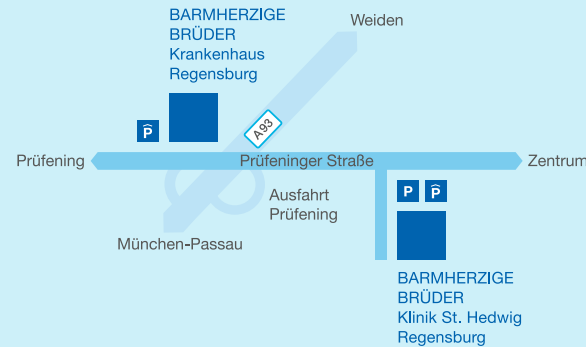 BARMHERZIGE
BRÜDER
Krankenhaus
Regensburg
Weiden
P
A 93
Prüfening
Prüfeninger Straße
Zentrum
Ausfahrt
Prüfening
P P
München-Passau
BARMHERZIGE
BRÜDER
Klinik St. Hedwig
Regensburg